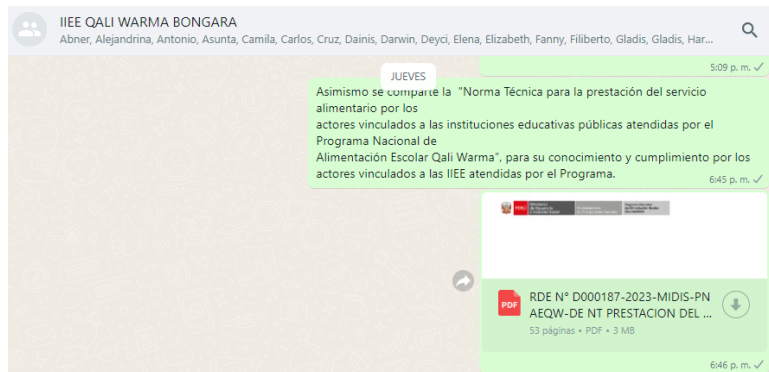 IIEE QALI WARMA BONGARA
Abner, Alejandrina, Antonio, Asunta, Camila, Carlos, Cruz, Dainis, Darwin, Deyci, Elena, Elizabeth, Fanny, Filiberto, Gladis, Gladis, Har...
5:09 p. m.
JUEVES
Asimismo se comparte la "Norma Técnica para la prestación del servicio
alimentario por los
actores vinculados a las instituciones educativas públicas atendidas por el
Programa Nacional de
Alimentación Escolar Qali Warma", para su conocimiento y cumplimiento por los
actores vinculados a las IIEE atendidas por el Programa.
6:45 p. m.
PERÚ
PDF
RDE N° D000187-2023-MIDIS-PN
AEQW-DE NT PRESTACION DEL ...
53 páginas • PDF • 3 MB
6:46 p. m.